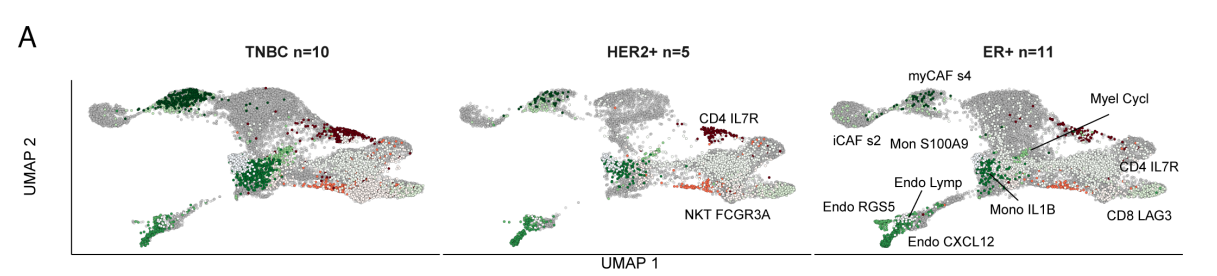 A
TNBC n=10
HER2+ n=5
ER+ n=11
myCAF s4
Myel Cycl
CD4 IL7R
iCAF s2
Mon S100A9
CD4 IL7R
UMAP 2
Endo Lymp
Endo RGS5
Mono IL1B
NKT FCGR3A
CD8 LAG3
Endo CXCL12
UMAP 1